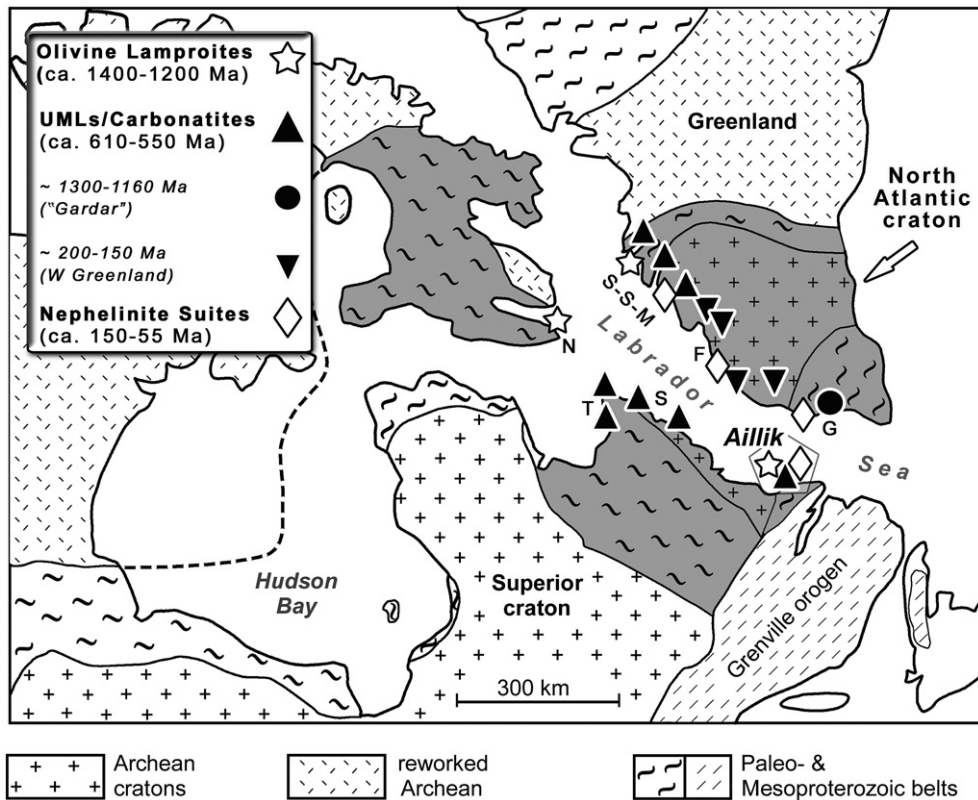 Olivine Lamproites
(ca. 1400-1200 Ma)
UMLs/Carbonatites
(ca. 610-550 Ma)
~ 1300-1160 Ma
("Gardar")
~ 200-150 Ma
(W Greenland)
Nephelinite Suites
(ca. 150-55 Ma)
Greenland
North
Atlantic
craton
S-S-M
N
Labrador
F
T
S
G
Aillik
Sea
Hudson
Bay
Superior
craton
Grenville orogen
300 km
Archean
cratons
reworked
Archean
Paleo- &
Mesoproterozoic belts